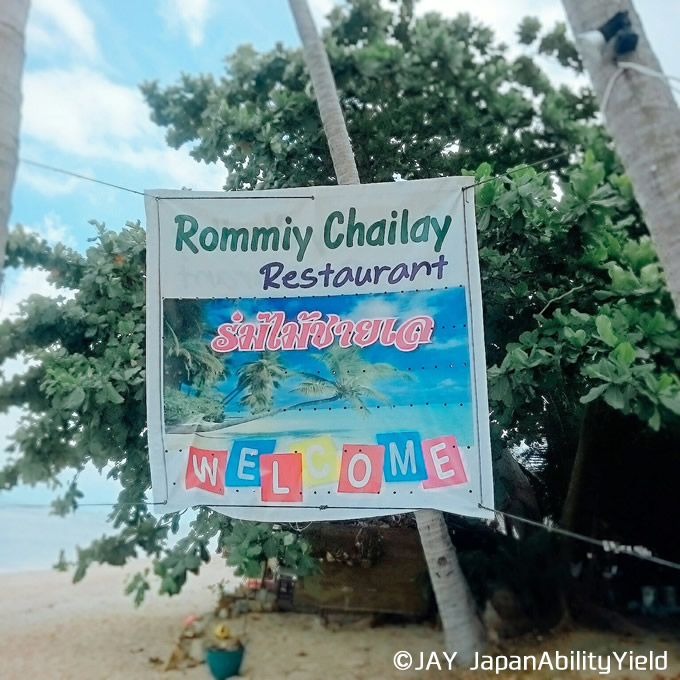 Rommiy Chailay
Restaurant
ร่มไม้ชายเล
WELCOME
©JAY JapanAbilityYield